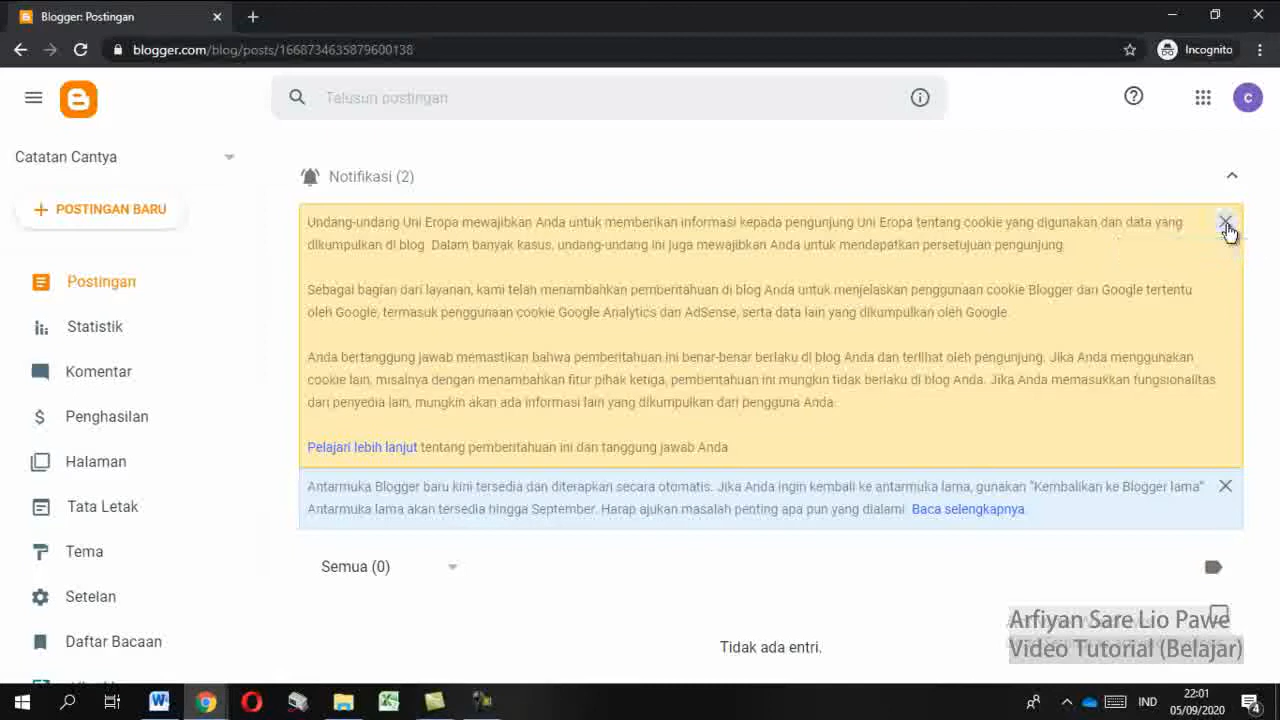 Blogger: Postingan
blogger.com/blog/posts/1668734635879600138
Incognito
Telusuri postingan
C
Catatan Cantya
Notifikasi (2)
POSTINGAN BARU
Undang-undang Uni Eropa mewajibkan Anda untuk memberikan informasi kepada pengunjung Uni Eropa tentang cookie yang digunakan dan data yang
dikumpulkan di blog. Dalam banyak kasus, undang-undang ini juga mewajibkan Anda untuk mendapatkan persetujuan pengunjung.
Sebagai bagian dari layanan, kami telah menambahkan pemberitahuan di blog Anda untuk menjelaskan penggunaan cookie Blogger dan Google tertentu
oleh Google, termasuk penggunaan cookie Google Analytics dan AdSense, serta data lain yang dikumpulkan oleh Google.
Anda bertanggung jawab memastikan bahwa pemberitahuan ini benar-benar berlaku di blog Anda dan terlihat oleh pengunjung. Jika Anda menggunakan
cookie lain, misalnya dengan menambahkan fitur pihak ketiga, pemberitahuan ini mungkin tidak berlaku di blog Anda. Jika Anda memasukkan fungsionalitas
dari penyedia lain, mungkin akan ada informasi lain yang dikumpulkan dari pengguna Anda.
Pelajari lebih lanjut tentang pemberitahuan ini dan tanggung jawab Anda
Antarmuka Blogger baru kini tersedia dan diterapkan secara otomatis. Jika Anda ingin kembali ke antarmuka lama, gunakan "Kembalikan ke Blogger lama"
Antarmuka lama akan tersedia hingga September. Harap ajukan masalah penting apa pun yang dialami. Baca selengkapnya.
Postingan
Statistik
Komentar
Penghasilan
Halaman
Tata Letak
Tema
Setelan
Daftar Bacaan
Semua (0)
Tidak ada entri.
Arfiyan Sare Lio Pawe
Video Tutorial (Belajar)
IND
22:01
05/09/2020
4